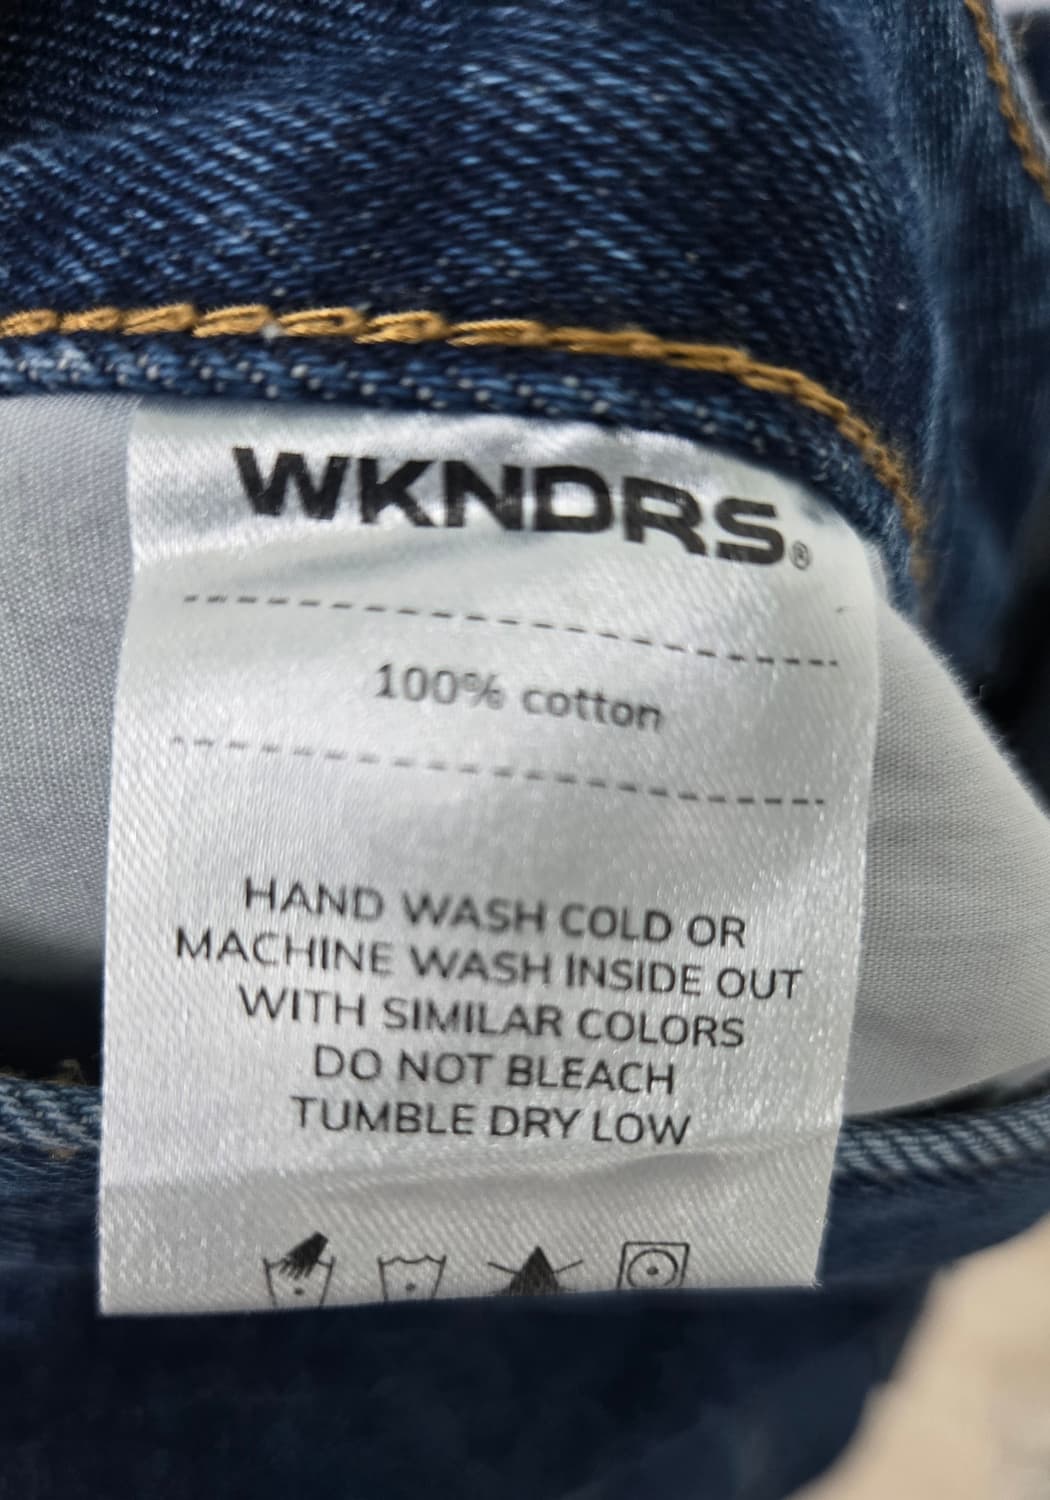 WKNDRS®
100% cotton
HAND WASH COLD OR
MACHINE WASH INSIDE OUT
WITH SIMILAR COLORS
DO NOT BLEACH
TUMBLE DRY LOW